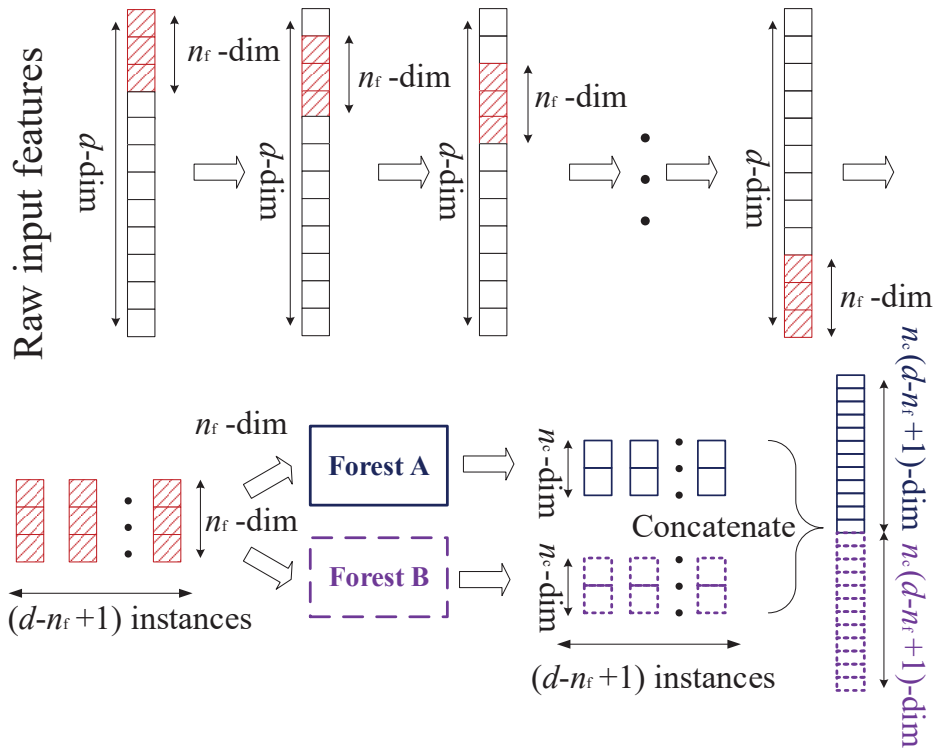 Raw input features
d-dim
nf -dim
d-dim
nf -dim
d-dim
nf -dim
d-dim
nf -dim
nf -dim
(d-nf +1) instances
nf -dim
Forest A
Forest B
nc-dim
nc-dim
(d-nf +1) instances
Concatenate
nc(d-nf+1)-dim
nc(d-nf+1)-dim